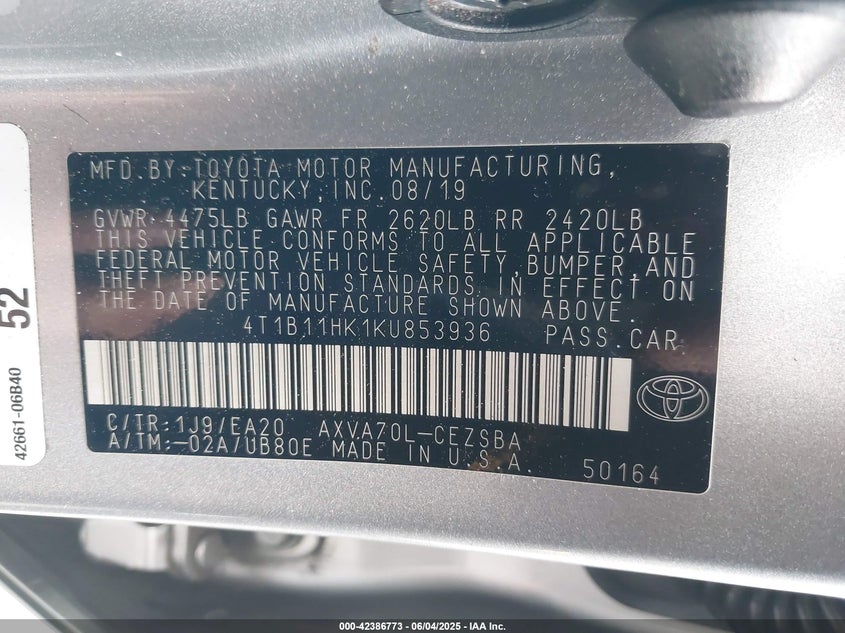 MFD.BY:TOYOTA MOTOR MANUFACTURING,
KENTUCKY,INC.08/19
GVWR 4475LB GAWR FR 2620LB RR 2420LB
THIS VEHICLE CONFORMS TO ALL APPLICABLE
FEDERAL MOTOR VEHICLE SAFETY,BUMPER,AND
THEFT PREVENTION STANDARDS IN EFFECT ON
THE DATE OF MANUFACTURE SHOWN ABOVE.
4T1B11HK1KU853936 PASS.CAR
C/TR:1J9/EA20 AXVA70L-CEZSBA
A/TM:-02A/UB80E MADE IN U.S.A. 50164
52
42661-06B40
000-42386773 - 06/04/2025 - IAA Inc.